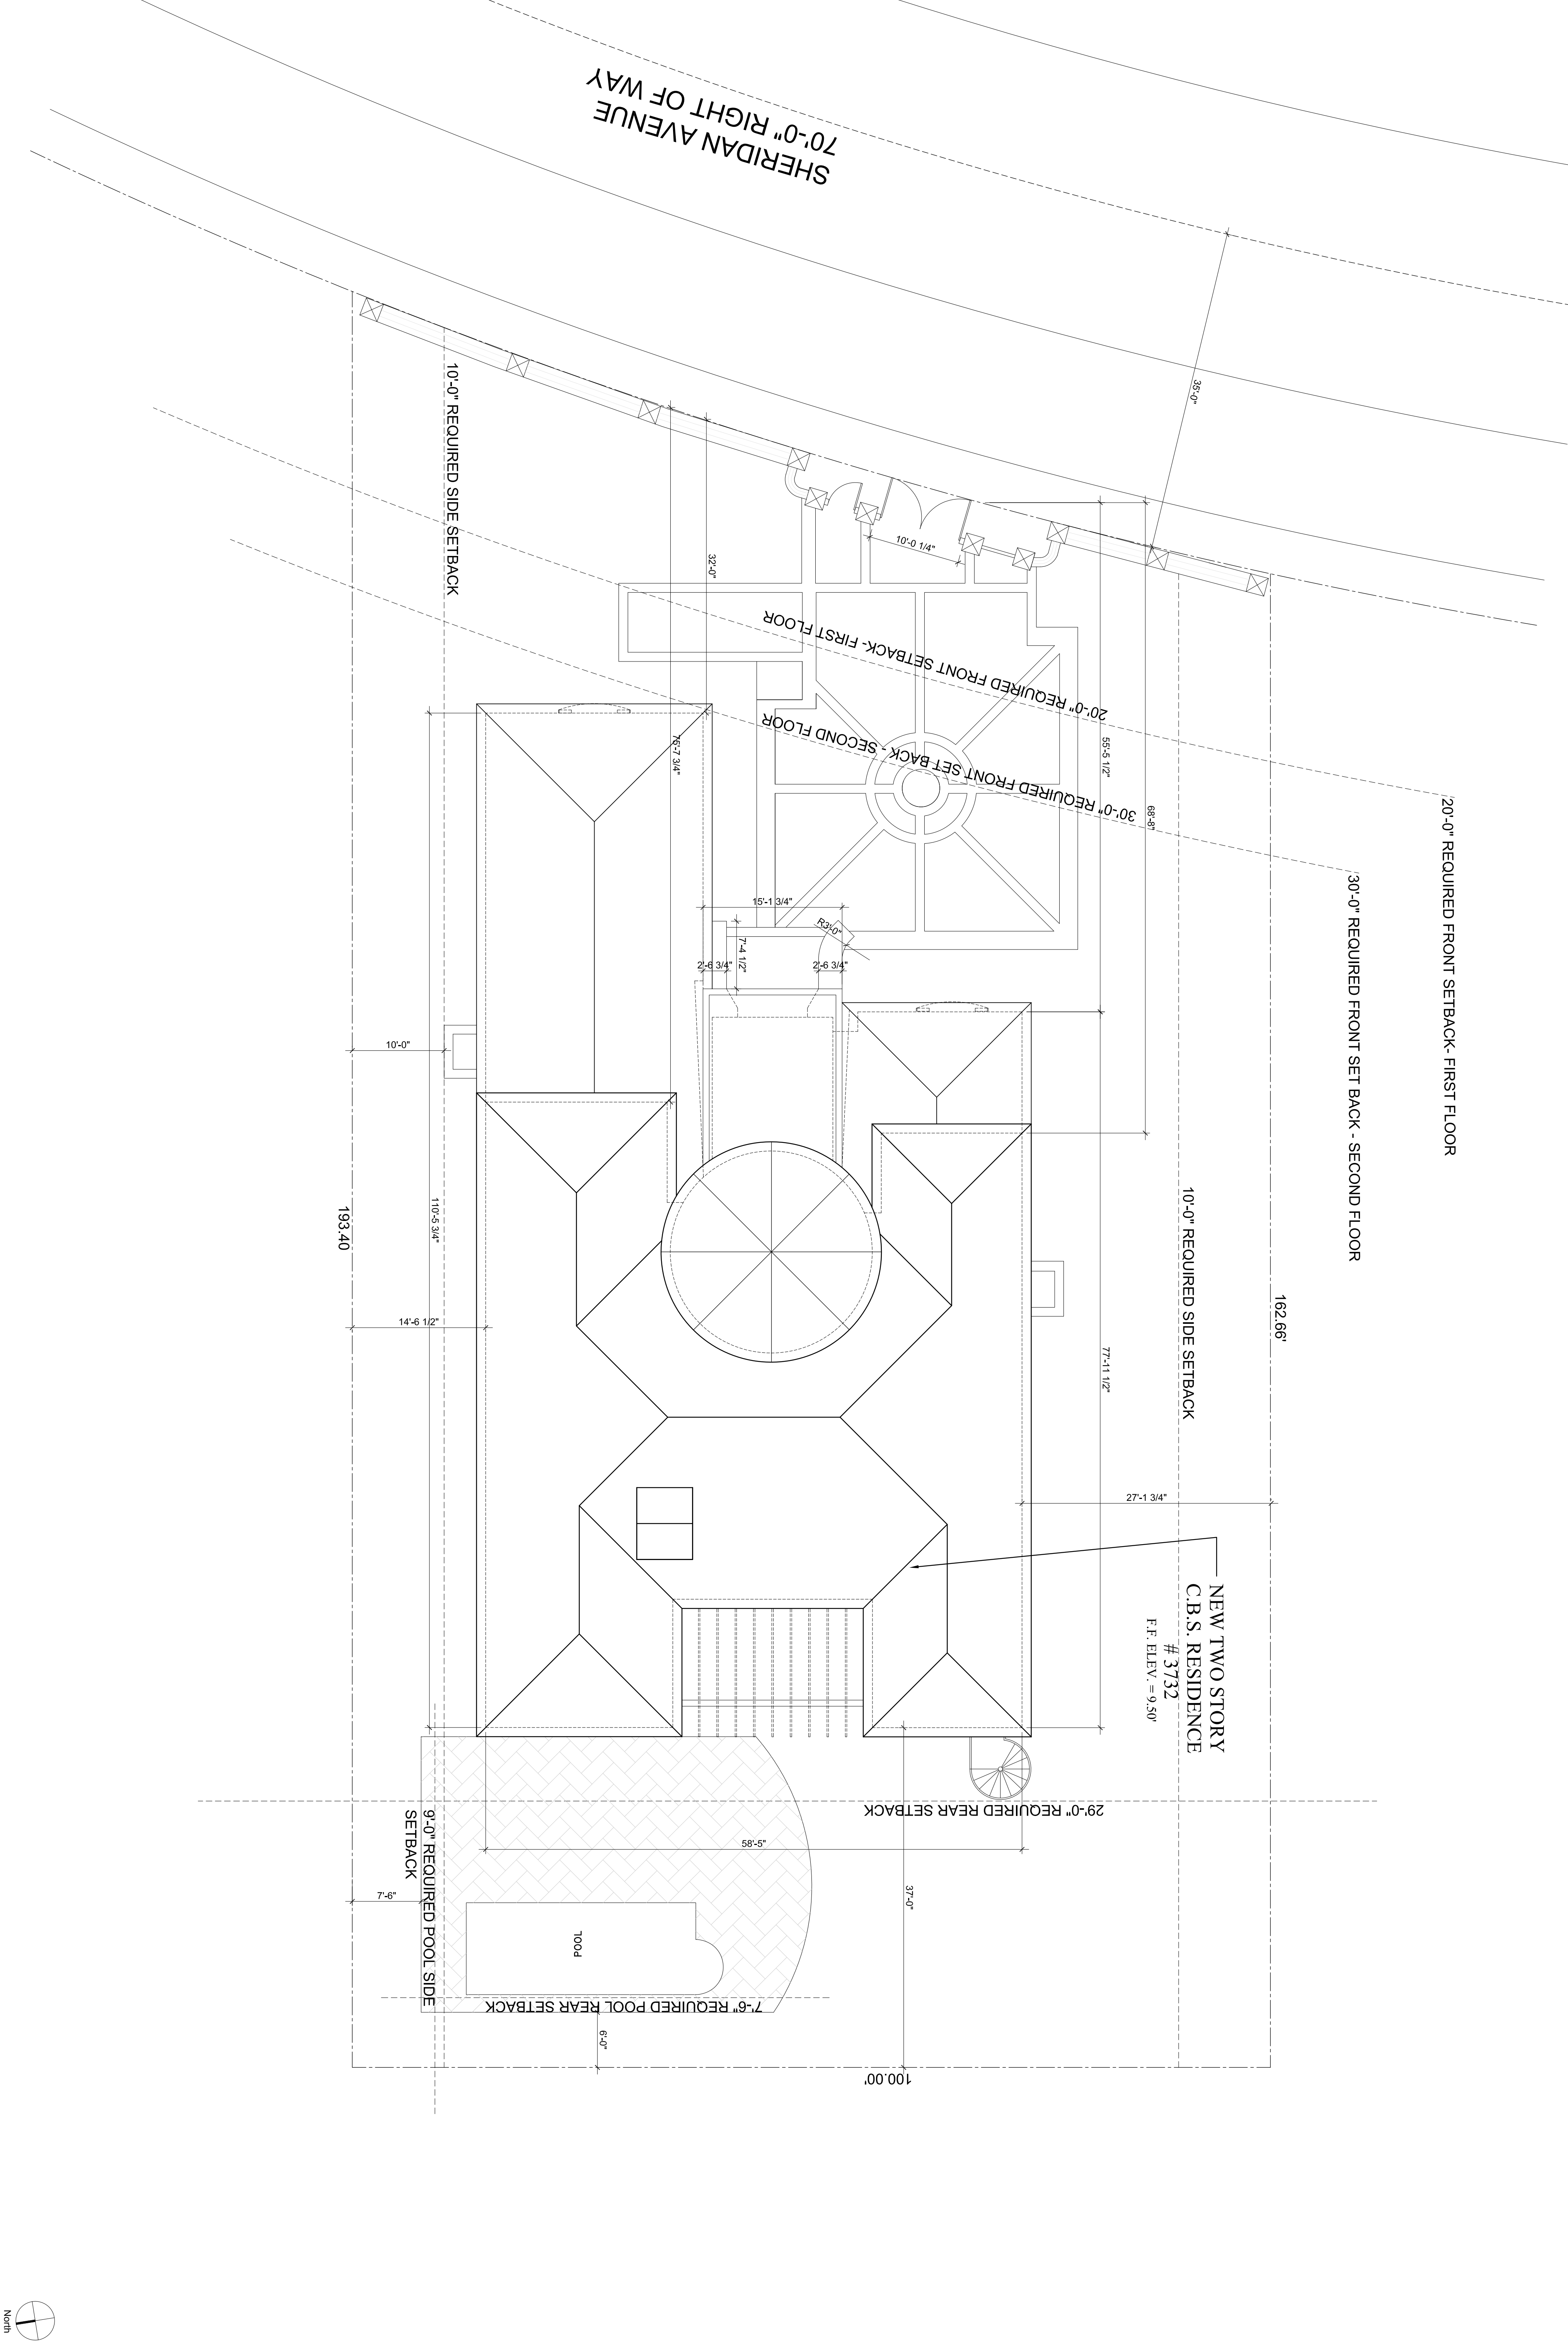 SHERIDAN AVENUE
70'-0" RIGHT OF WAY
35'-0"
10'-0" REQUIRED SIDE SETBACK
32'-0"
10'-0 1/4"
20'-0" REQUIRED FRONT SETBACK- FIRST FLOOR
30'-0" REQUIRED FRONT SET BACK - SECOND FLOOR
75'-7 3/4"
55'-5 1/2"
68'-8"
20'-0" REQUIRED FRONT SETBACK- FIRST FLOOR
30'-0" REQUIRED FRONT SET BACK - SECOND FLOOR
15'-1 3/4"
R3'-0"
7'-4 1/2"
2'-6 3/4"
2'-6 3/4"
10'-0"
193.40
110'-5 3/4"
14'-6 1/2"
10'-0" REQUIRED SIDE SETBACK
162.66'
77'-11 1/2"
27'-1 3/4"
NEW TWO STORY
C.B.S. RESIDENCE
# 3732
F.F. ELEV. = 9.50'
29'-0" REQUIRED REAR SETBACK
58'-5"
37'-0"
9'-0" REQUIRED POOL SIDE
SETBACK
7'-6"
POOL
7'-6" REQUIRED POOL REAR SETBACK
6'-0"
100.00'
North